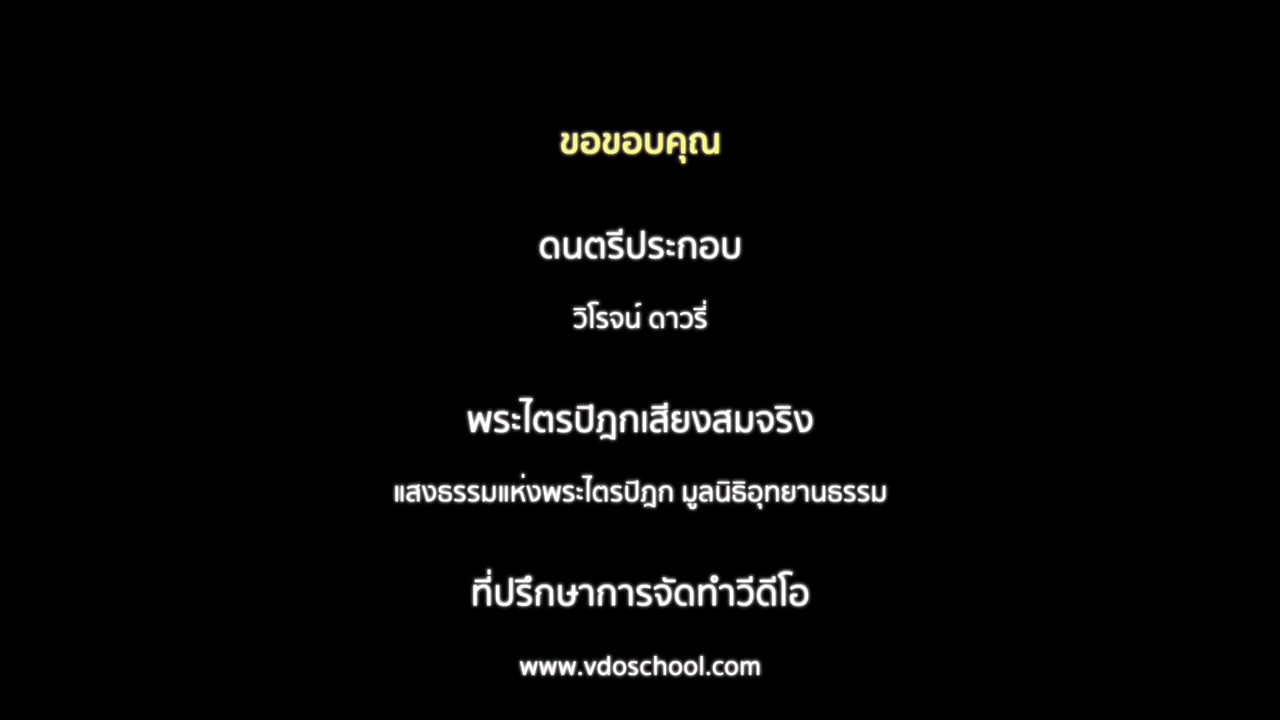 ขอขอบคุณ
ดนตรีประกอบ
วิโรจน์ ดาวรี่
พระไตรปิฎกเสียงสมจริง
แสงธรรมแห่งพระไตรปิฎก มูลนิธิอุทยานธรรม
ที่ปรึกษาการจัดทำวีดีโอ
www.vdoschool.com